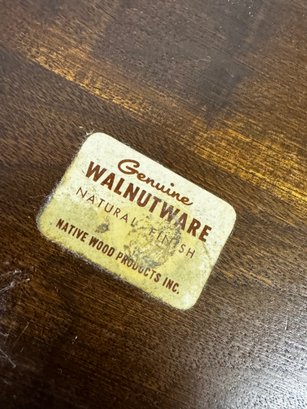 Genuine
WALNUTWARE
NATURAL FINISH
NATIVE WOOD PRODUCTS INC.